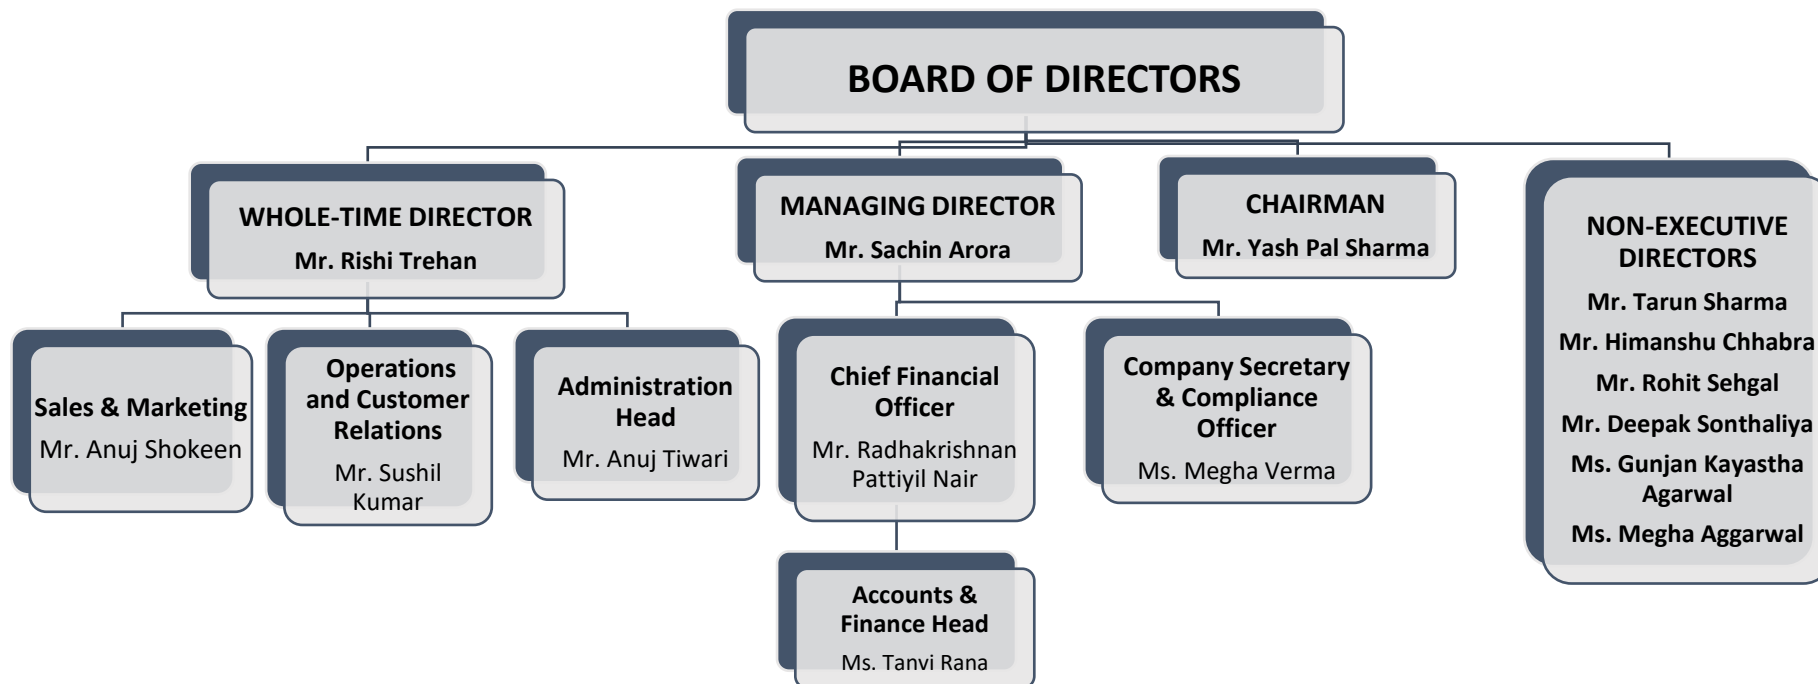 BOARD OF DIRECTORS
WHOLE-TIME DIRECTOR
Mr. Rishi Trehan
MANAGING DIRECTOR
Mr. Sachin Arora
CHAIRMAN
Mr. Yash Pal Sharma
NON-EXECUTIVE
DIRECTORS
Mr. Tarun Sharma
Mr. Himanshu Chhabra
Mr. Rohit Sehgal
Mr. Deepak Sonthaliya
Ms. Gunjan Kayastha
Agarwal
Ms. Megha Aggarwal
Sales & Marketing
Mr. Anuj Shokeen
Operations
and Customer
Relations
Mr. Sushil
Kumar
Administration
Head
Mr. Anuj Tiwari
Chief Financial
Officer
Mr. Radhakrishnan
Pattiyil Nair
Company Secretary
& Compliance
Officer
Ms. Megha Verma
Accounts &
Finance Head
Ms. Tanvi Rana